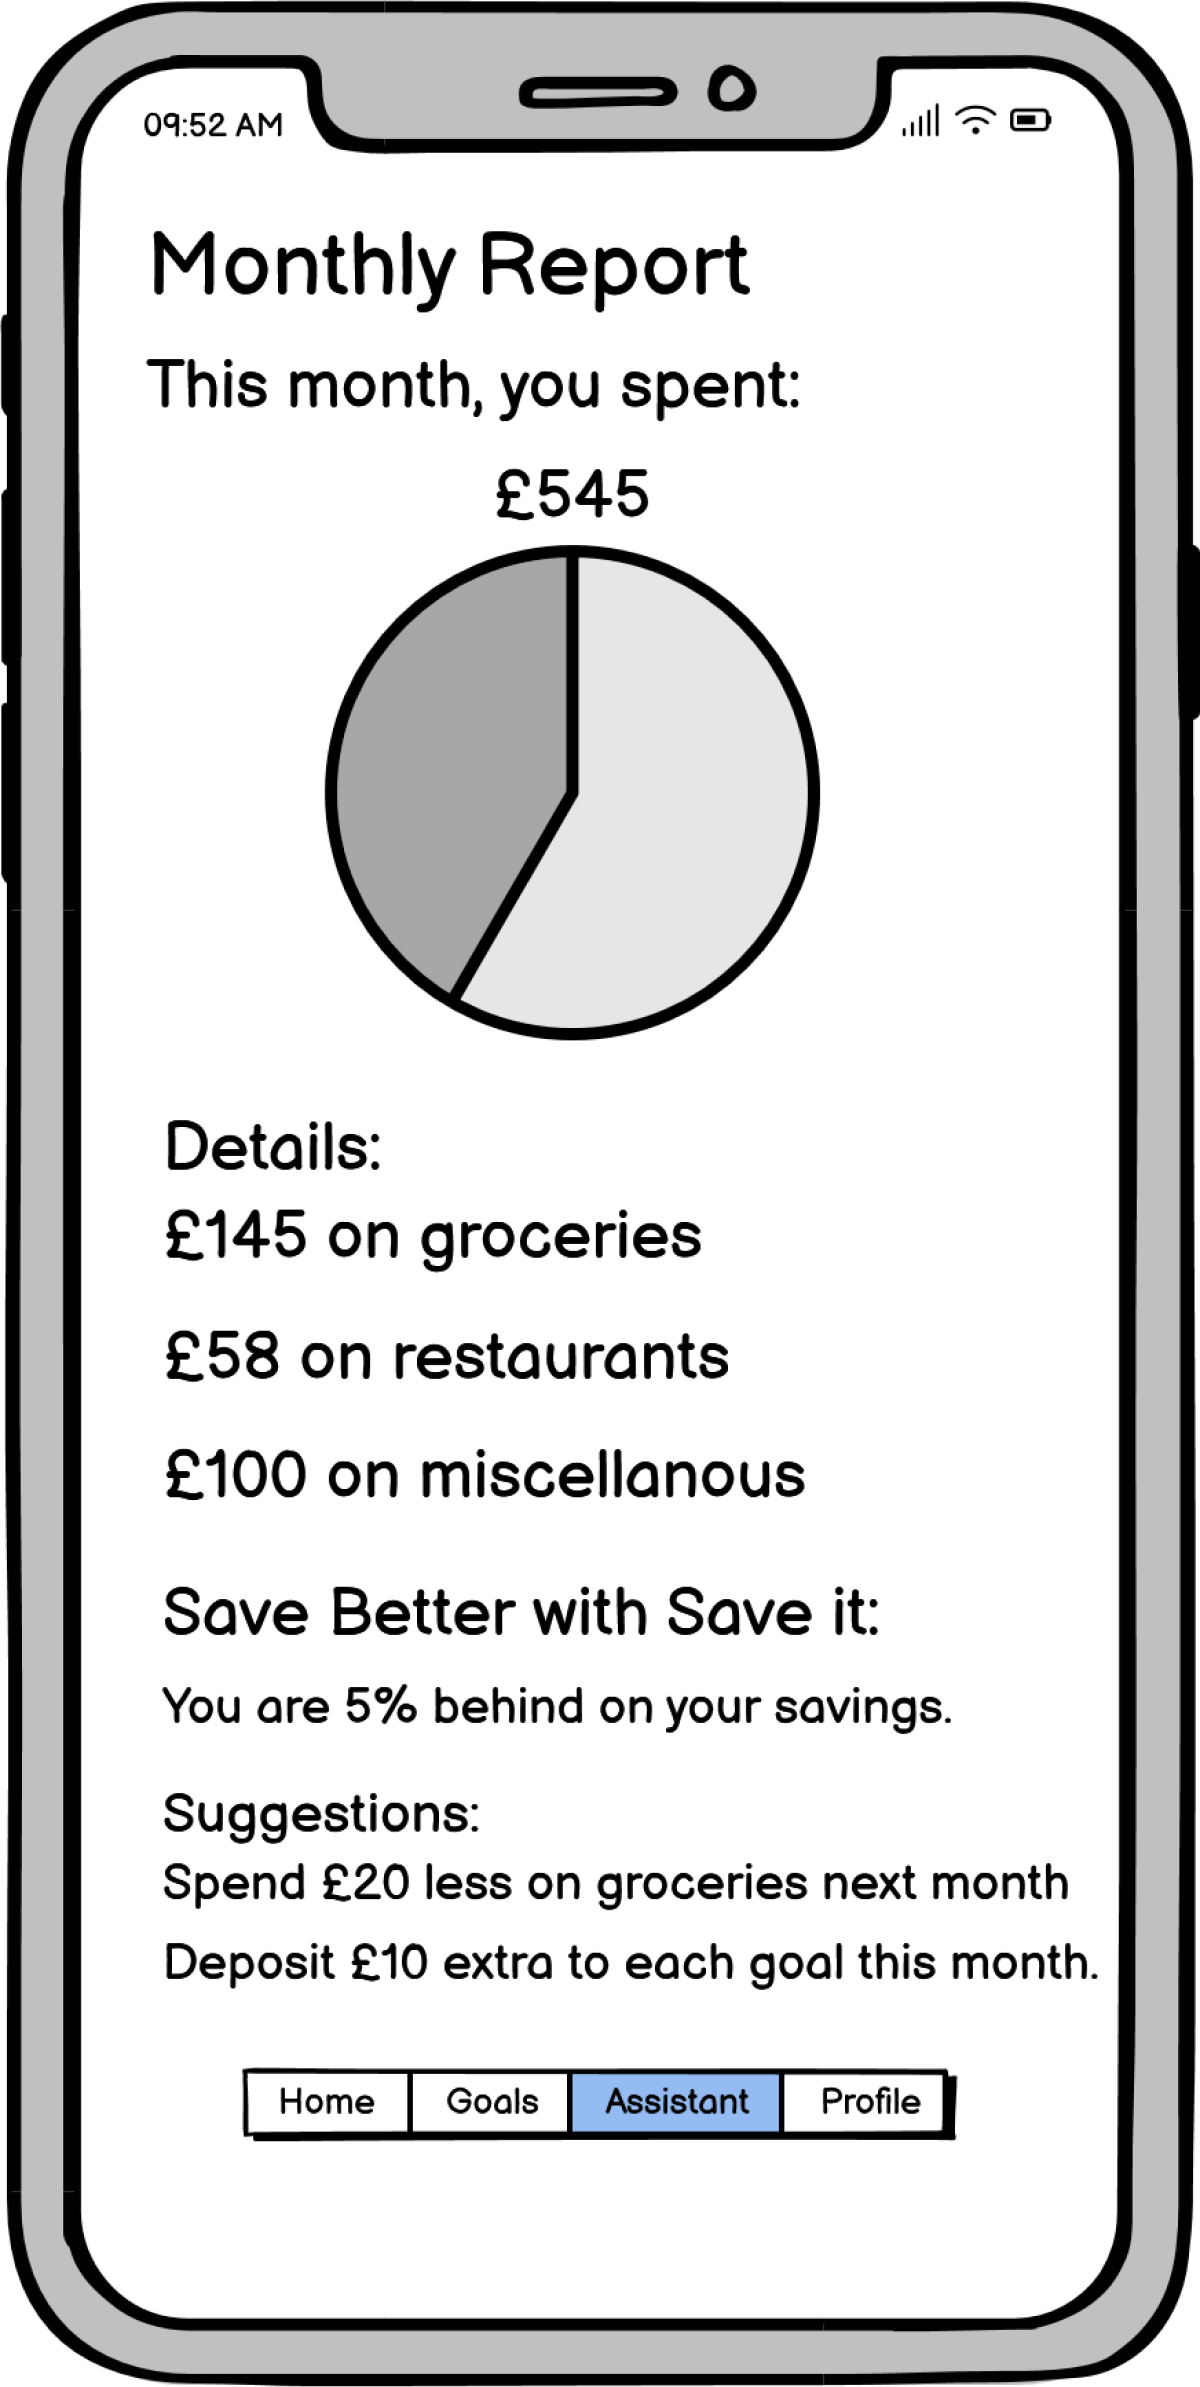 09:52 AM
Monthly Report
This month, you spent:
£545
Details:
£145 on groceries
£58 on restaurants
£100 on miscellanous
Save Better with Save it:
You are 5% behind on your savings.
Suggestions:
Spend £20 less on groceries next month
Deposit £10 extra to each goal this month.
Home Goals Assistant Profile